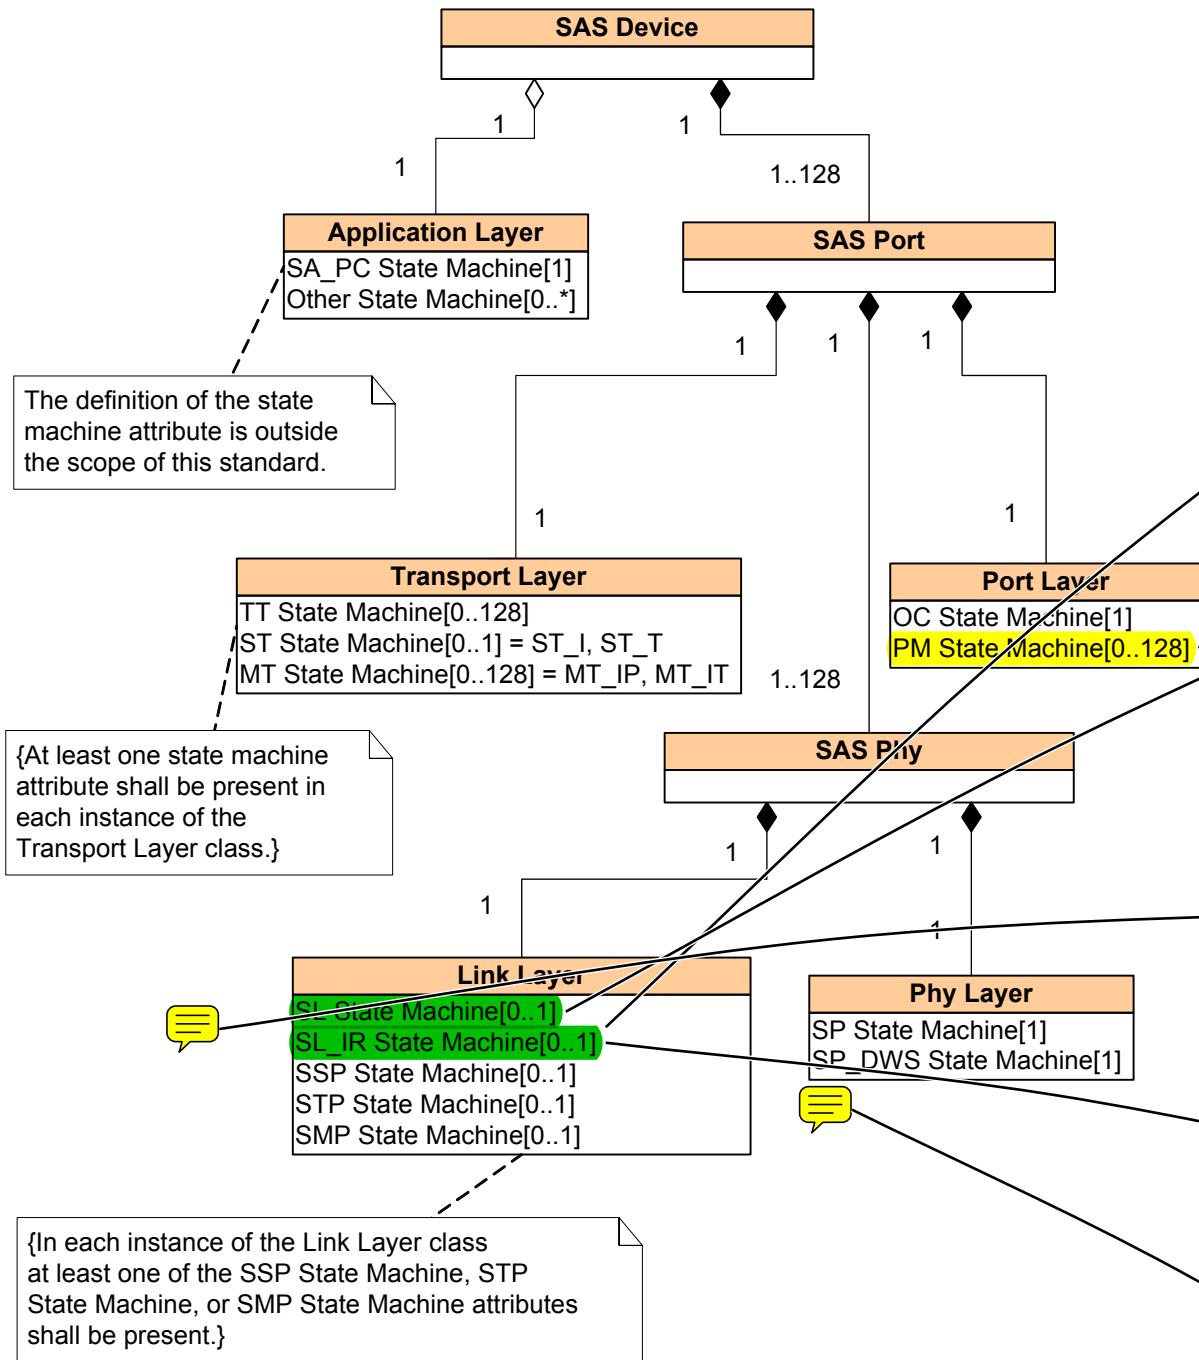 SAS Device
1
1
1
1..128
Application Layer
SA_PC State Machine[1]
Other State Machine[0..*]
SAS Port
The definition of the state
machine attribute is outside
the scope of this standard.
1
1
1
1
1
Transport Layer
TT State Machine[0..128]
ST State Machine[0..1] = ST_I, ST_T
MT State Machine[0..128] = MT_IP, MT_IT
Port Layer
OC State Machine[1]
PM State Machine[0..128]
1..128
{At least one state machine
attribute shall be present in
each instance of the
Transport Layer class.}
SAS Phy
1
1
1
1
Link Layer
SL State Machine[0..1]
SL_IR State Machine[0..1]
SSP State Machine[0..1]
STP State Machine[0..1]
SMP State Machine[0..1]
Phy Layer
SP State Machine[1]
SP_DWS State Machine[1]
{In each instance of the Link Layer class
at least one of the SSP State Machine, STP
State Machine, or SMP State Machine attributes
shall be present.}